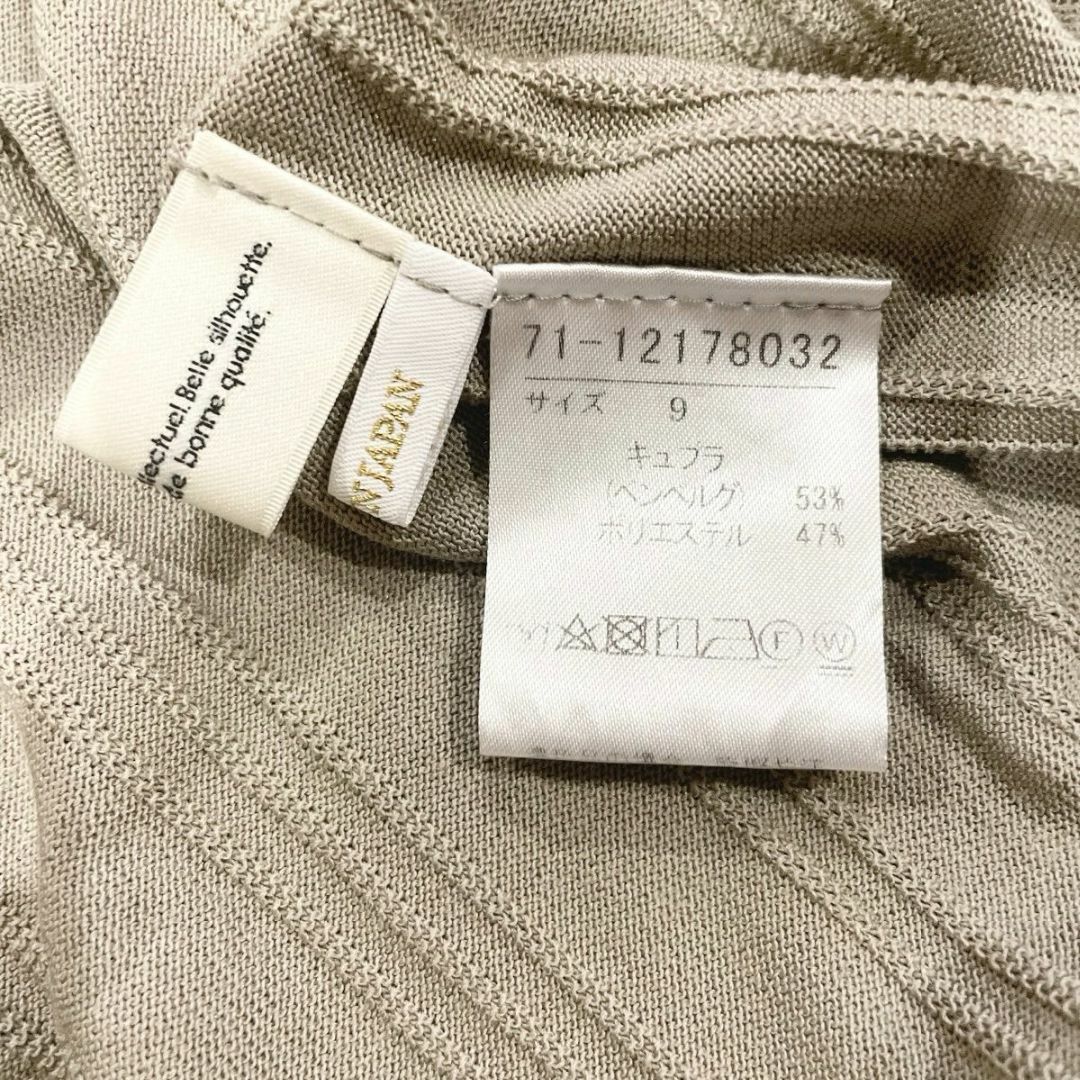 llectuel. Belle silhouette.
de bonne qualité.
N JAPAN
71-12178032
サイズ 9
キュプラ
(ベンベルグ) 53%
ポリエステル 47%
F
W